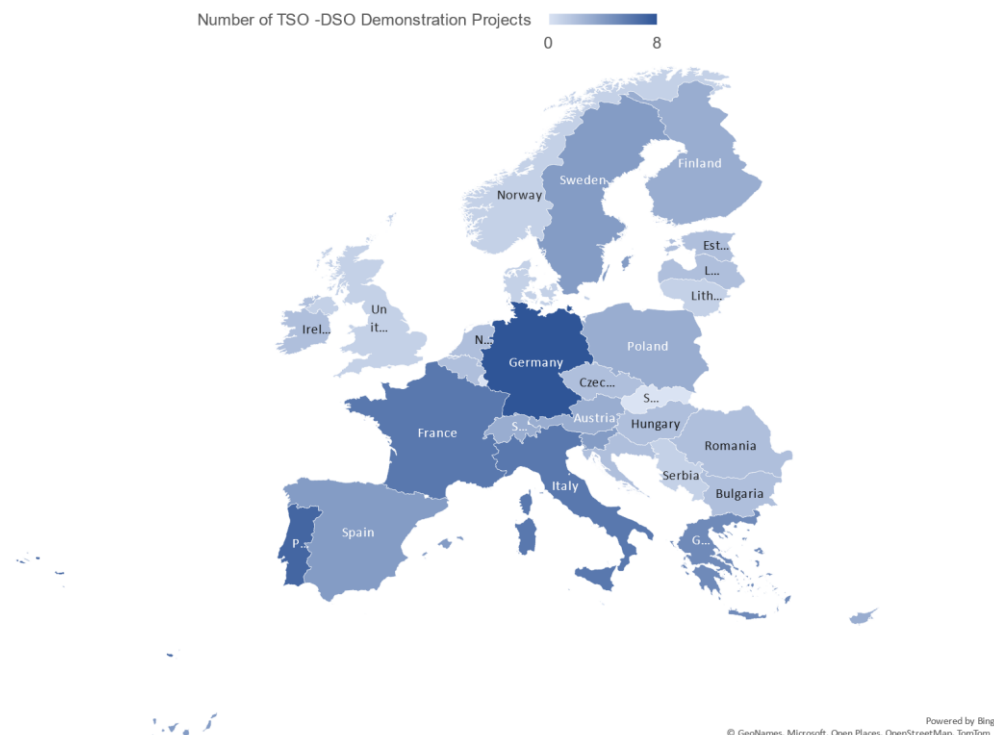 Number of TSO -DSO Demonstration Projects
0 8
Finland
Sweden
Norway
Est...
L...
Lith...
Un
it...
Irel...
N...
Poland
Germany
Czec...
S...
Austria
S...
Hungary
France
Romania
Serbia
Italy
Bulgaria
Spain
P...
G...
Powered by Bing
© GeoNames, Microsoft, Open Places, OpenStreetMap, TomTom